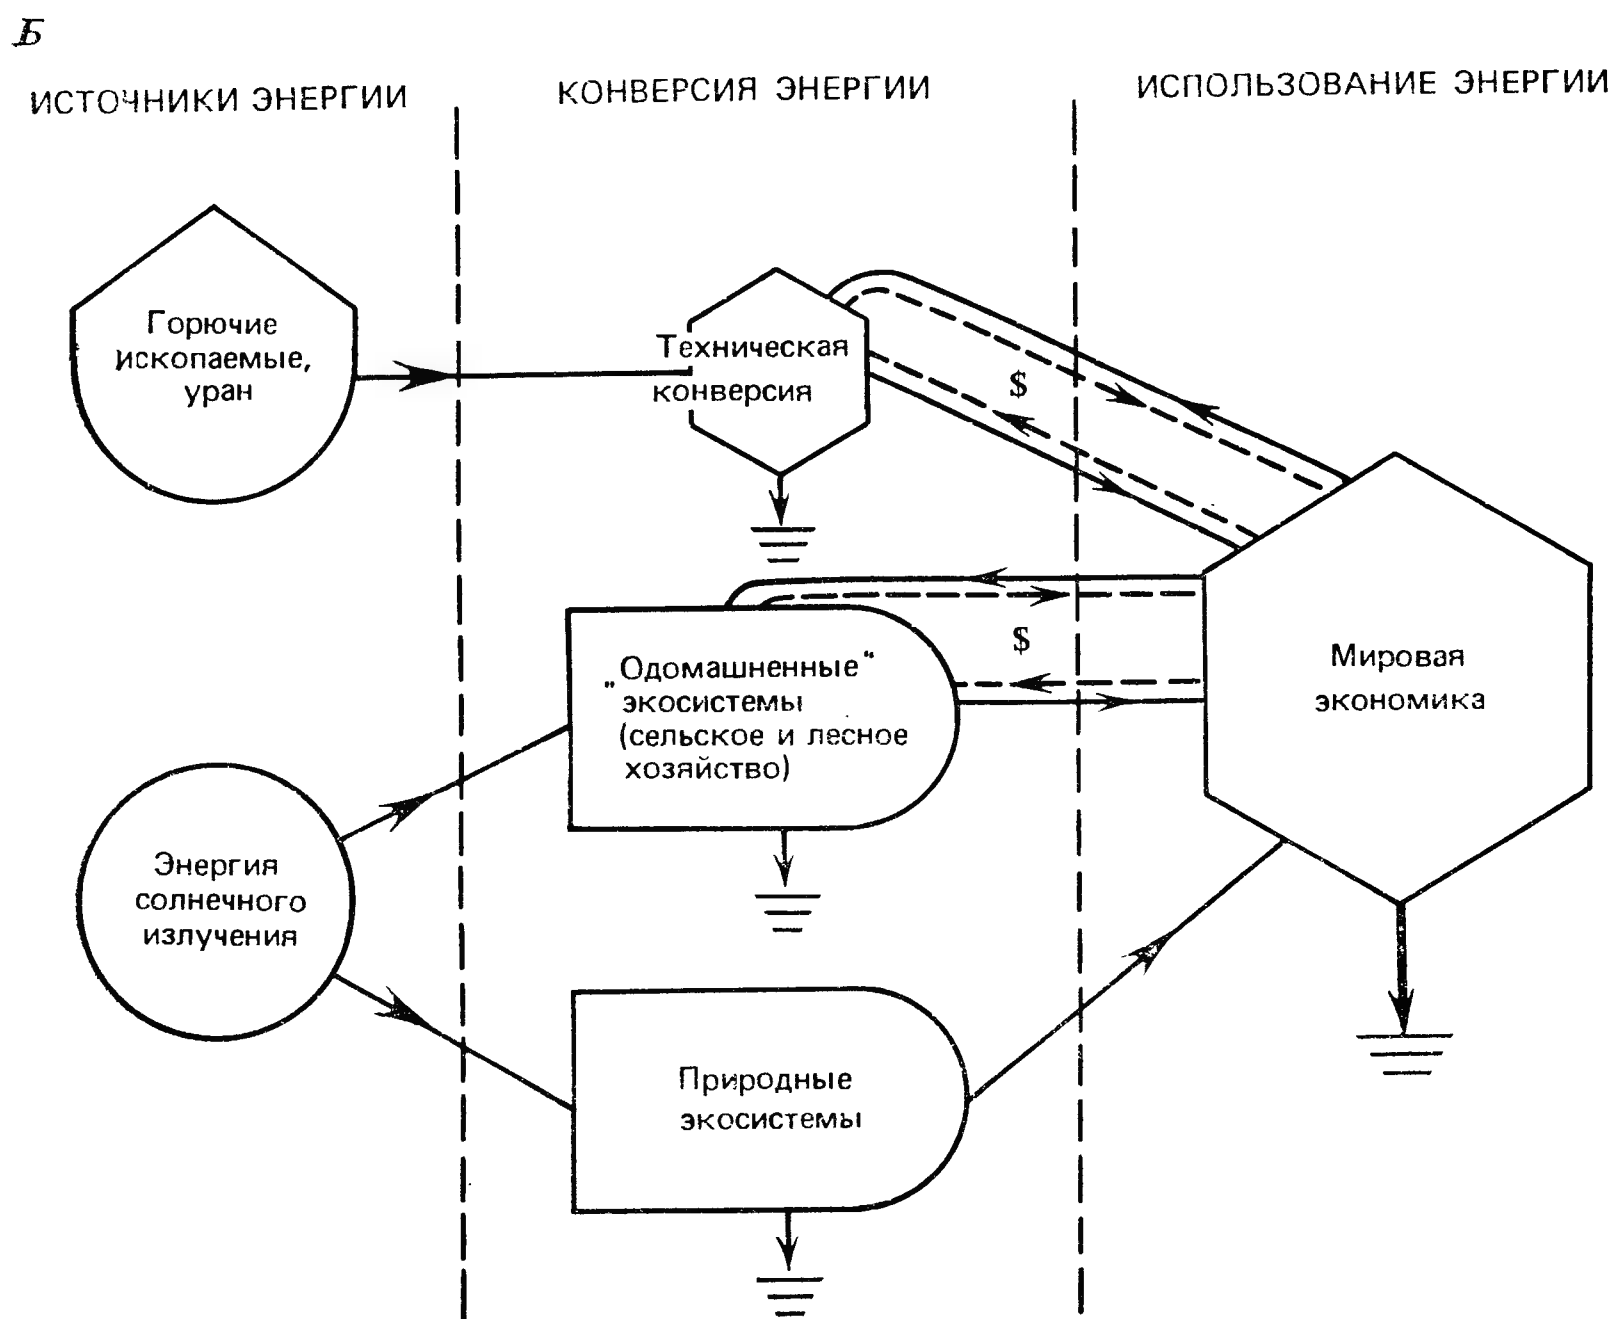 Б
ИСТОЧНИКИ ЭНЕРГИИ
КОНВЕРСИЯ ЭНЕРГИИ
ИСПОЛЬЗОВАНИЕ ЭНЕРГИИ
Горючие
ископаемые,
уран
Техническая
конверсия
$
$
„Одомашненные“
экосистемы
(сельское и лесное
хозяйство)
Мировая
экономика
Энергия
солнечного
излучения
Природные
экосистемы